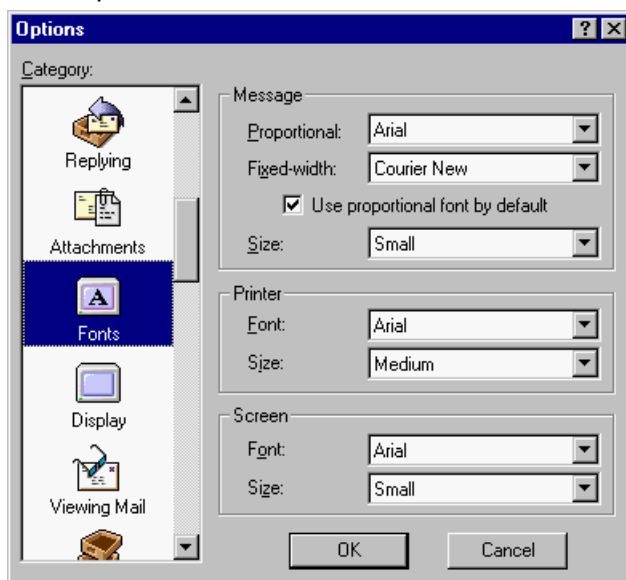 Options
Category:
Replying
Attachments
Fonts
Display
Viewing Mail
Message
Proportional: Arial
Fixed-width: Courier New
Use proportional font by default
Size: Small
Printer
Font: Arial
Size: Medium
Screen
Font: Arial
Size: Small
OK Cancel